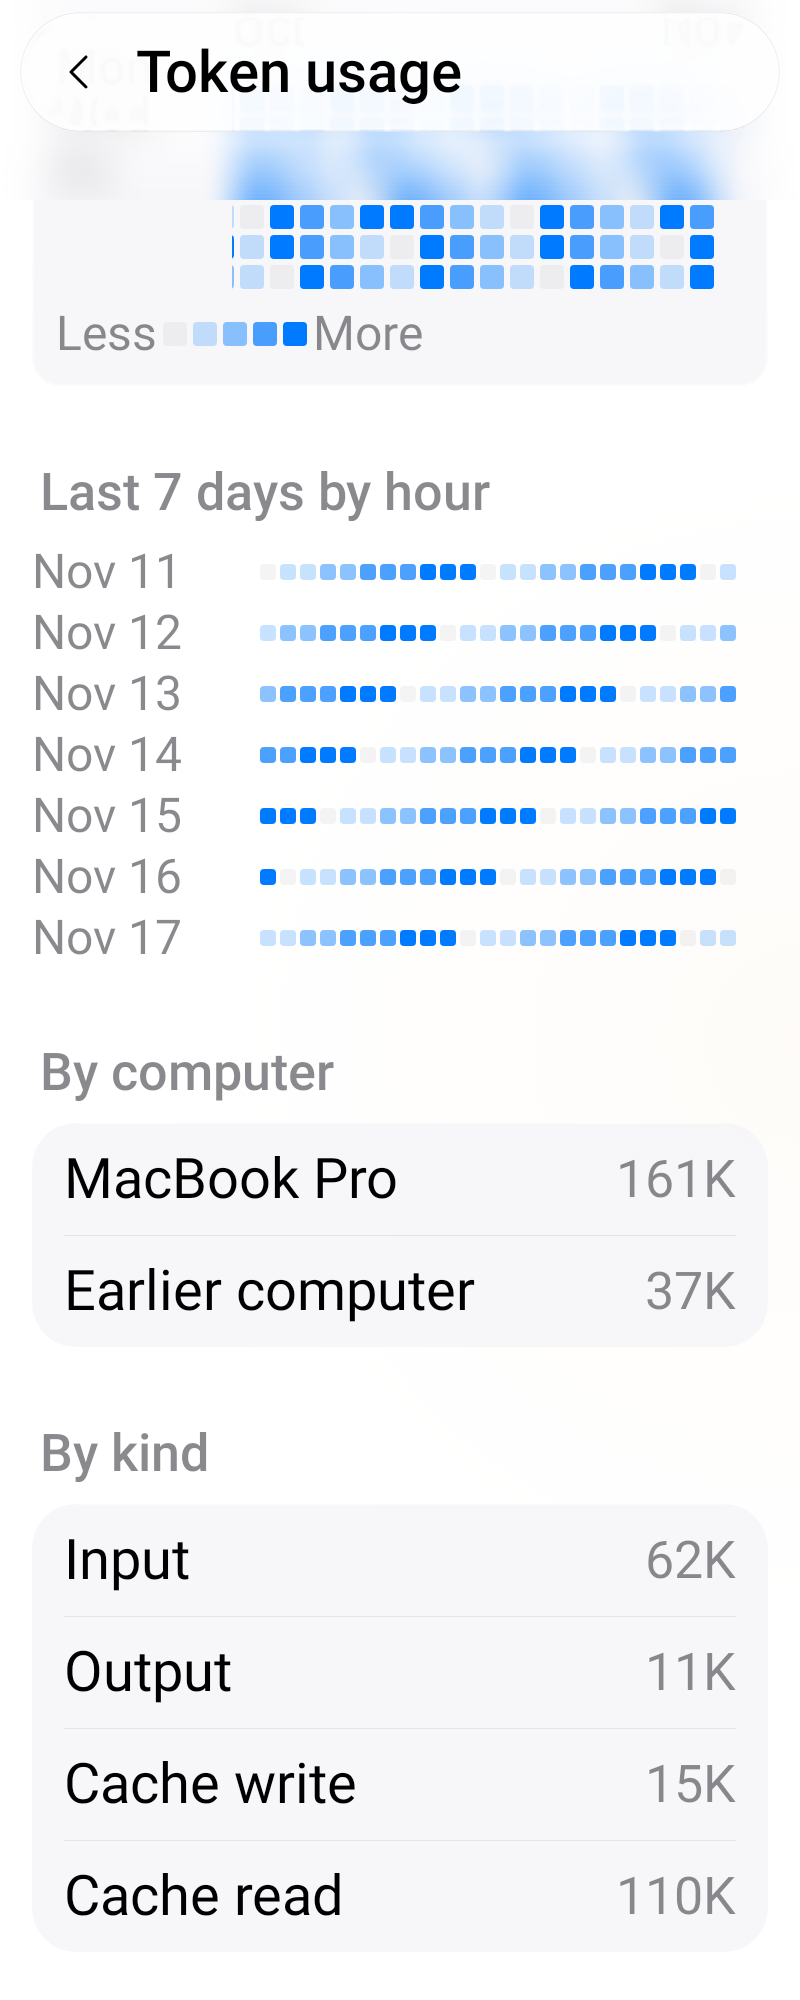 Token usage
Less More
Last 7 days by hour
Nov 11
Nov 12
Nov 13
Nov 14
Nov 15
Nov 16
Nov 17
By computer
MacBook Pro 161K
Earlier computer 37K
By kind
Input 62K
Output 11K
Cache write 15K
Cache read 110K